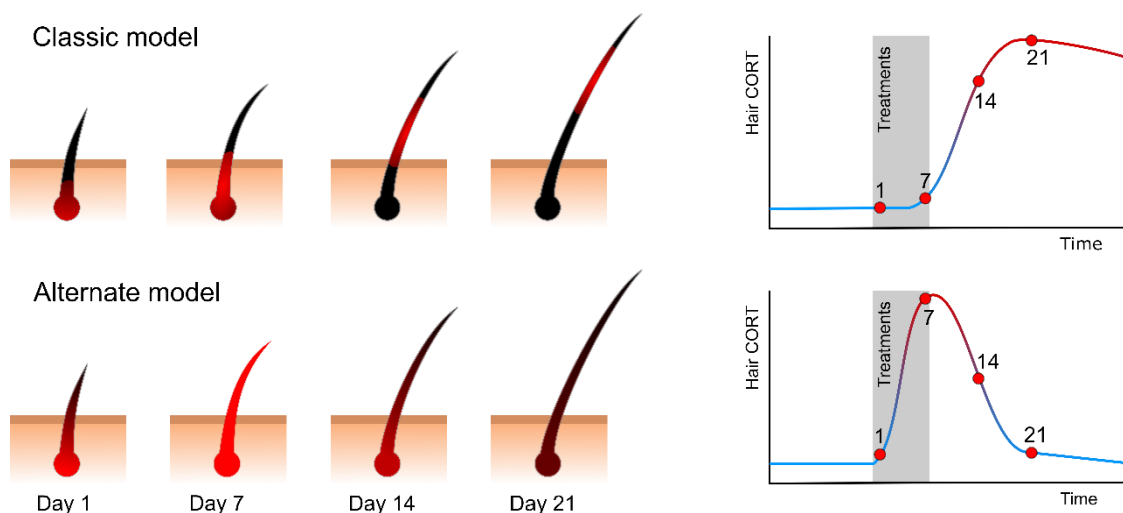 Classic model
Hair CORT
Treatments
1
7
14
21
Time
Alternate model
Hair CORT
Treatments
1
7
14
21
Time
Day 1
Day 7
Day 14
Day 21